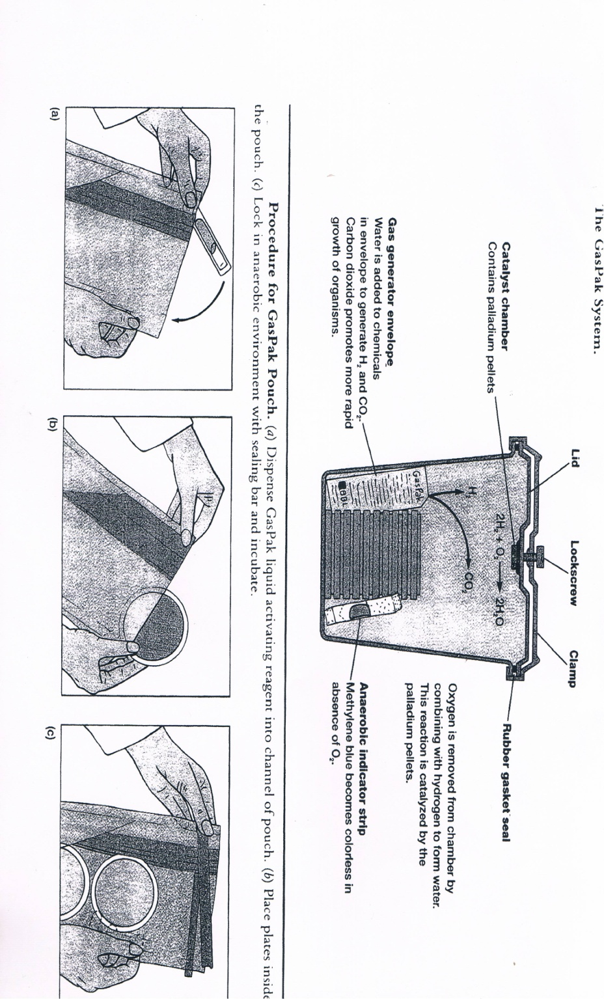 The GasPak System.
Lid
Lockscrew
Clamp
Catalyst chamber
Contains palladium pellets
Rubber gasket seal
2H₂ + O₂ → 2H₂O
H₂
CO₂
GasPak
BBL
Gas generator envelope
Water is added to chemicals
in envelope to generate H₂ and CO₂.
Carbon dioxide promotes more rapid
growth of organisms.
Oxygen is removed from chamber by
combining with hydrogen to form water.
This reaction is catalyzed by the
palladium pellets.
Anaerobic indicator strip
Methylene blue becomes colorless in
absence of O₂.
Procedure for GasPak Pouch. (a) Dispense GasPak liquid activating reagent into channel of pouch. (b) Place plates inside
the pouch. (c) Lock in anaerobic environment with sealing bar and incubate.
(a)
(b)
(c)